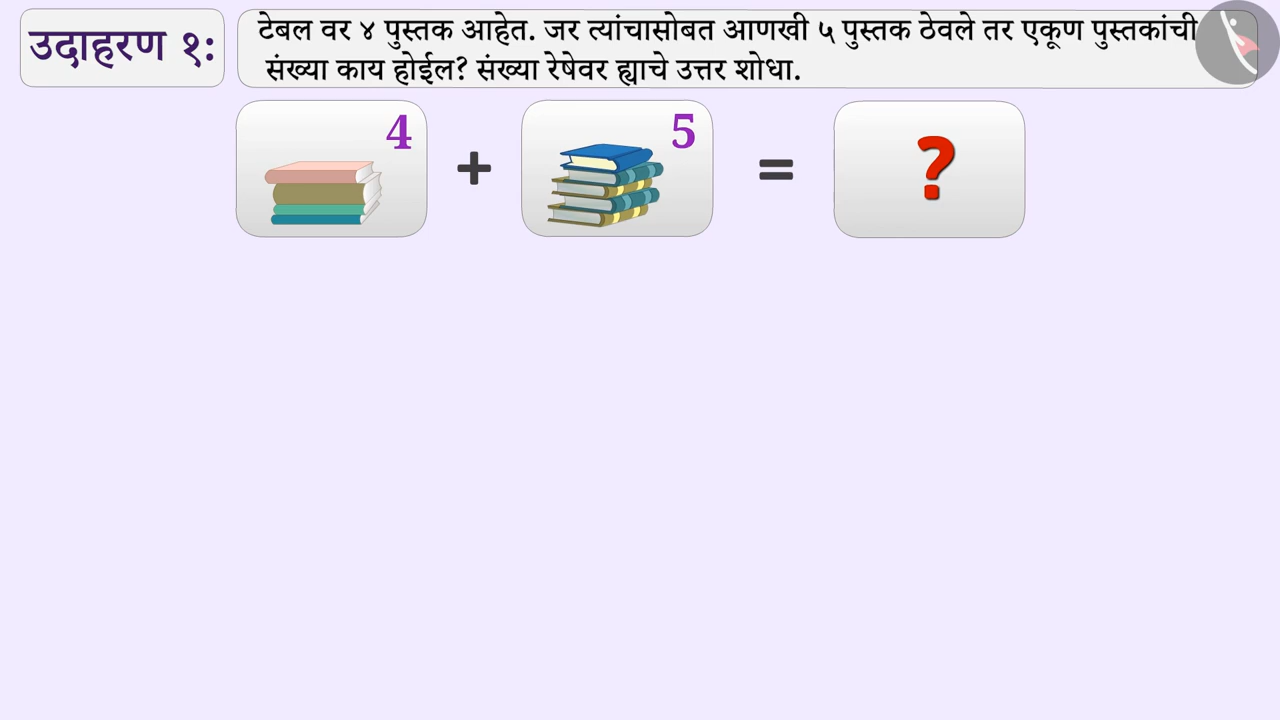 उदाहरण १:
टेबल वर ४ पुस्तक आहेत. जर त्यांचासोबत आणखी ५ पुस्तक ठेवले तर एकूण पुस्तकांची
संख्या काय होईल? संख्या रेषेवर ह्याचे उत्तर शोधा.
4 + 5 = ?